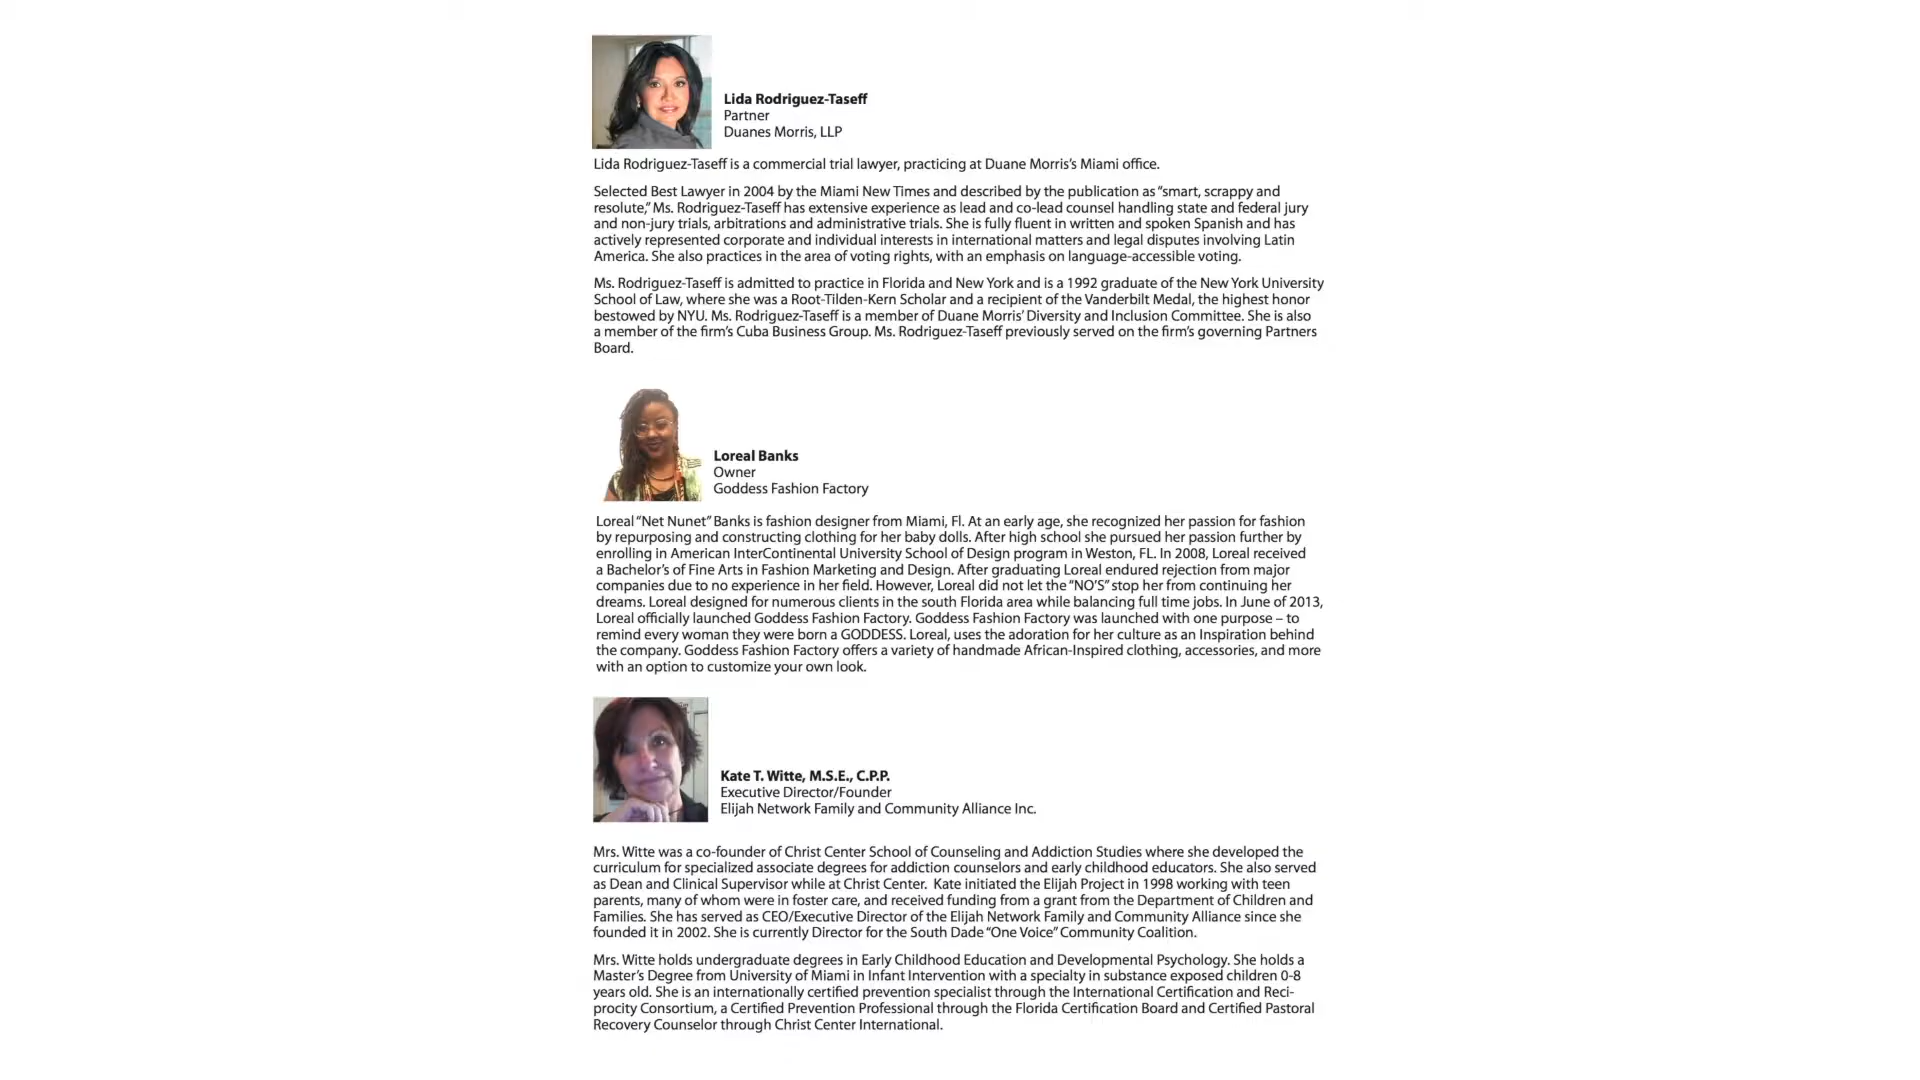 Lida Rodriguez-Taseff
Partner
Duanes Morris, LLP
Lida Rodriguez-Taseff is a commercial trial lawyer, practicing at Duane Morris's Miami office.
Selected Best Lawyer in 2004 by the Miami New Times and described by the publication as “smart, scrappy and
resolute,” Ms. Rodriguez-Taseff has extensive experience as lead and co-lead counsel handling state and federal jury
and non-jury trials, arbitrations and administrative trials. She is fully fluent in written and spoken Spanish and has
actively represented corporate and individual interests in international matters and legal disputes involving Latin
America. She also practices in the area of voting rights, with an emphasis on language-accessible voting.
Ms. Rodriguez-Taseff is admitted to practice in Florida and New York and is a 1992 graduate of the New York University
School of Law, where she was a Root-Tilden-Kern Scholar and a recipient of the Vanderbilt Medal, the highest honor
bestowed by NYU. Ms. Rodriguez-Taseff is a member of Duane Morris’ Diversity and Inclusion Committee. She is also
a member of the firm’s Cuba Business Group. Ms. Rodriguez-Taseff previously served on the firm’s governing Partners
Board.
Loreal Banks
Owner
Goddess Fashion Factory
Loreal “Net Nunet” Banks is fashion designer from Miami, Fl. At an early age, she recognized her passion for fashion
by repurposing and constructing clothing for her baby dolls. After high school she pursued her passion further by
enrolling in American InterContinental University School of Design program in Weston, FL. In 2008, Loreal received
a Bachelor’s of Fine Arts in Fashion Marketing and Design. After graduating Loreal endured rejection from major
companies due to no experience in her field. However, Loreal did not let the “NO’S” stop her from continuing her
dreams. Loreal designed for numerous clients in the south Florida area while balancing full time jobs. In June of 2013,
Loreal officially launched Goddess Fashion Factory. Goddess Fashion Factory was launched with one purpose – to
remind every woman they were born a GODDESS. Loreal, uses the adoration for her culture as an Inspiration behind
the company. Goddess Fashion Factory offers a variety of handmade African-Inspired clothing, accessories, and more
with an option to customize your own look.
Kate T. Witte, M.S.E., C.P.P.
Executive Director/Founder
Elijah Network Family and Community Alliance Inc.
Mrs. Witte was a co-founder of Christ Center School of Counseling and Addiction Studies where she developed the
curriculum for specialized associate degrees for addiction counselors and early childhood educators. She also served
as Dean and Clinical Supervisor while at Christ Center.  Kate initiated the Elijah Project in 1998 working with teen
parents, many of whom were in foster care, and received funding from a grant from the Department of Children and
Families. She has served as CEO/Executive Director of the Elijah Network Family and Community Alliance since she
founded it in 2002. She is currently Director for the South Dade “One Voice” Community Coalition.
Mrs. Witte holds undergraduate degrees in Early Childhood Education and Developmental Psychology. She holds a
Master’s Degree from University of Miami in Infant Intervention with a specialty in substance exposed children 0-8
years old. She is an internationally certified prevention specialist through the International Certification and Reci-
procity Consortium, a Certified Prevention Professional through the Florida Certification Board and Certified Pastoral
Recovery Counselor through Christ Center International.